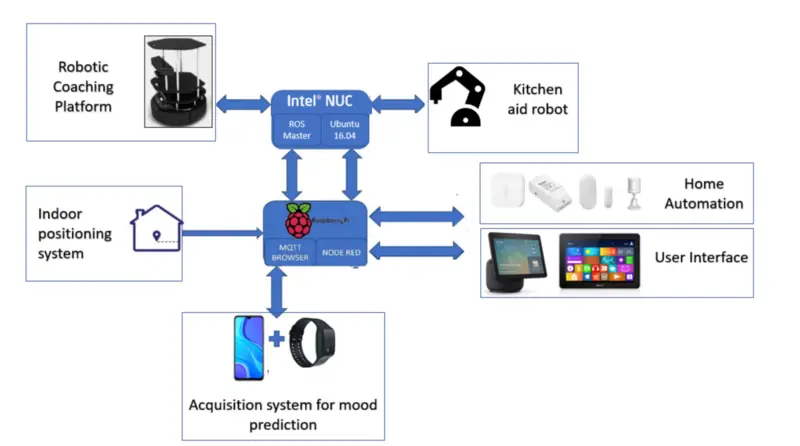 Robotic
Coaching
Platform
Intel® NUC
ROS
Master
Ubuntu
16.04
Kitchen
aid robot
Indoor
positioning
system
Raspberry Pi
MQTT
BROWSER
NODE RED
Home
Automation
User Interface
Acquisition system for mood
prediction